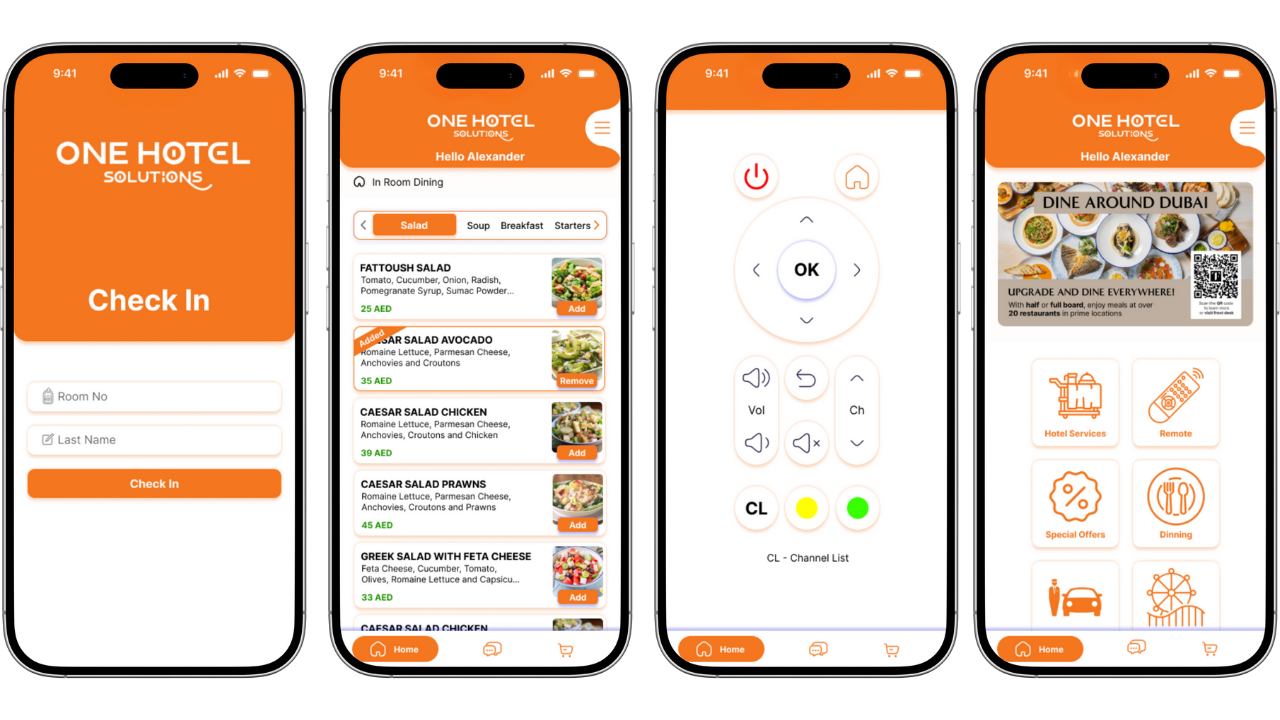 9:41
ONE HOTEL
SOLUTIONS
Check In
Room No
Last Name
Check In
9:41
ONE HOTEL
SOLUTIONS
Hello Alexander
In Room Dining
Salad Soup Breakfast Starters
FATTOUSH SALAD
Tomato, Cucumber, Onion, Radish,
Pomegranate Syrup, Sumac Powder...
25 AED
Add
Added
SAR SALAD AVOCADO
Romaine Lettuce, Parmesan Cheese,
Anchovies and Croutons
35 AED
Remove
CAESAR SALAD CHICKEN
Romaine Lettuce, Parmesan Cheese,
Anchovies, Croutons and Chicken
39 AED
Add
CAESAR SALAD PRAWNS
Romaine Lettuce, Parmesan Cheese,
Anchovies, Croutons and Prawns
45 AED
Add
GREEK SALAD WITH FETA CHEESE
Feta Cheese, Cucumber, Tomato,
Olives, Romaine Lettuce and Capsicu...
33 AED
Add
CAESAR SALAD CHICKEN
Home
9:41
OK
Vol
Ch
CL
CL - Channel List
Home
9:41
ONE HOTEL
SOLUTIONS
Hello Alexander
DINE AROUND DUBAI
UPGRADE AND DINE EVERYWHERE!
With half or full board, enjoy meals at over
20 restaurants in prime locations
Scan the QR code
to learn more
or visit front desk
Hotel Services
Remote
Special Offers
Dinning
Home